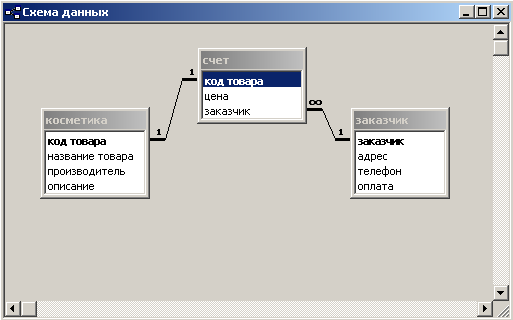 Схема данных
счет
код товара
цена
заказчик
1
∞
косметика
код товара
название товара
производитель
описание
1
заказчик
заказчик
адрес
телефон
оплата
1